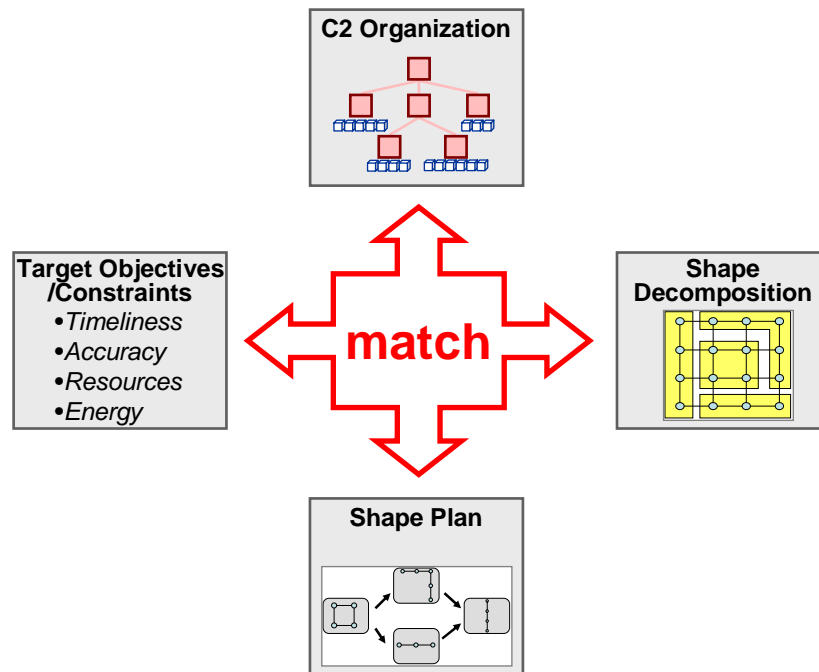 C2 Organization
Target Objectives
/Constraints
•Timeliness
•Accuracy
•Resources
•Energy
match
Shape
Decomposition
Shape Plan